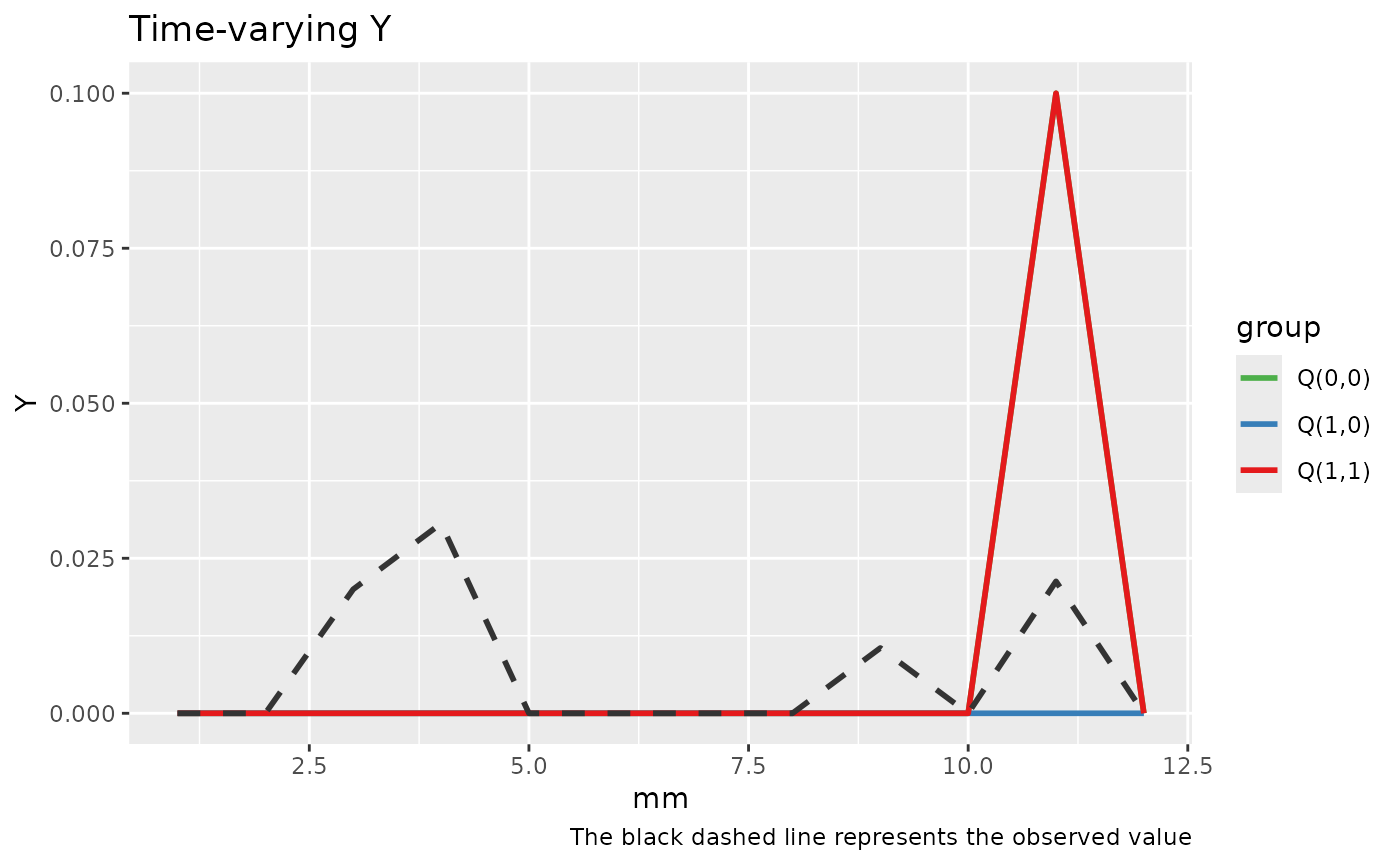 Time-varying Y
0.100
0.075
0.050
0.025
0.000
Y
2.5 5.0 7.5 10.0 12.5
mm
The black dashed line represents the observed value
group
Q(0,0)
Q(1,0)
Q(1,1)